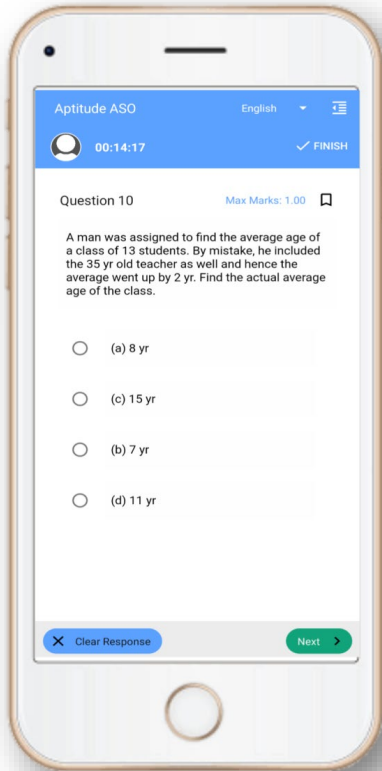 Aptitude ASO English
00:14:17 FINISH
Question 10 Max Marks: 1.00
A man was assigned to find the average age of
a class of 13 students. By mistake, he included
the 35 yr old teacher as well and hence the
average went up by 2 yr. Find the actual average
age of the class.
(a) 8 yr
(c) 15 yr
(b) 7 yr
(d) 11 yr
Clear Response Next